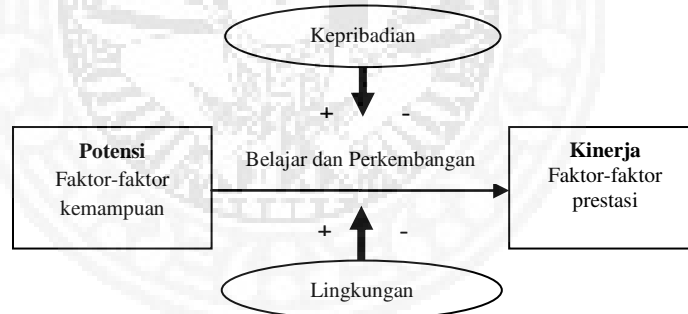 Kepribadian
+ -
Potensi
Faktor-faktor
kemampuan
Belajar dan Perkembangan
Kinerja
Faktor-faktor
prestasi
+ -
Lingkungan